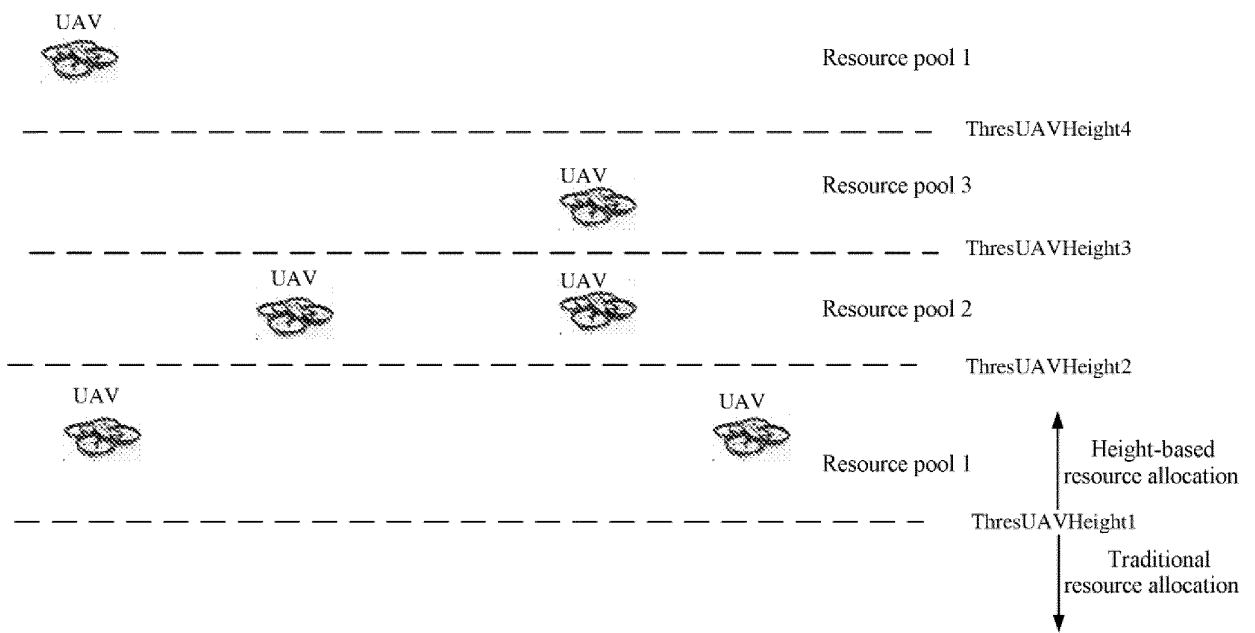 UAV
Resource pool 1
ThresUAVHeight4
UAV
Resource pool 3
ThresUAVHeight3
UAV
UAV
Resource pool 2
ThresUAVHeight2
UAV
UAV
Resource pool 1
Height-based
resource allocation
ThresUAVHeight1
Traditional
resource allocation